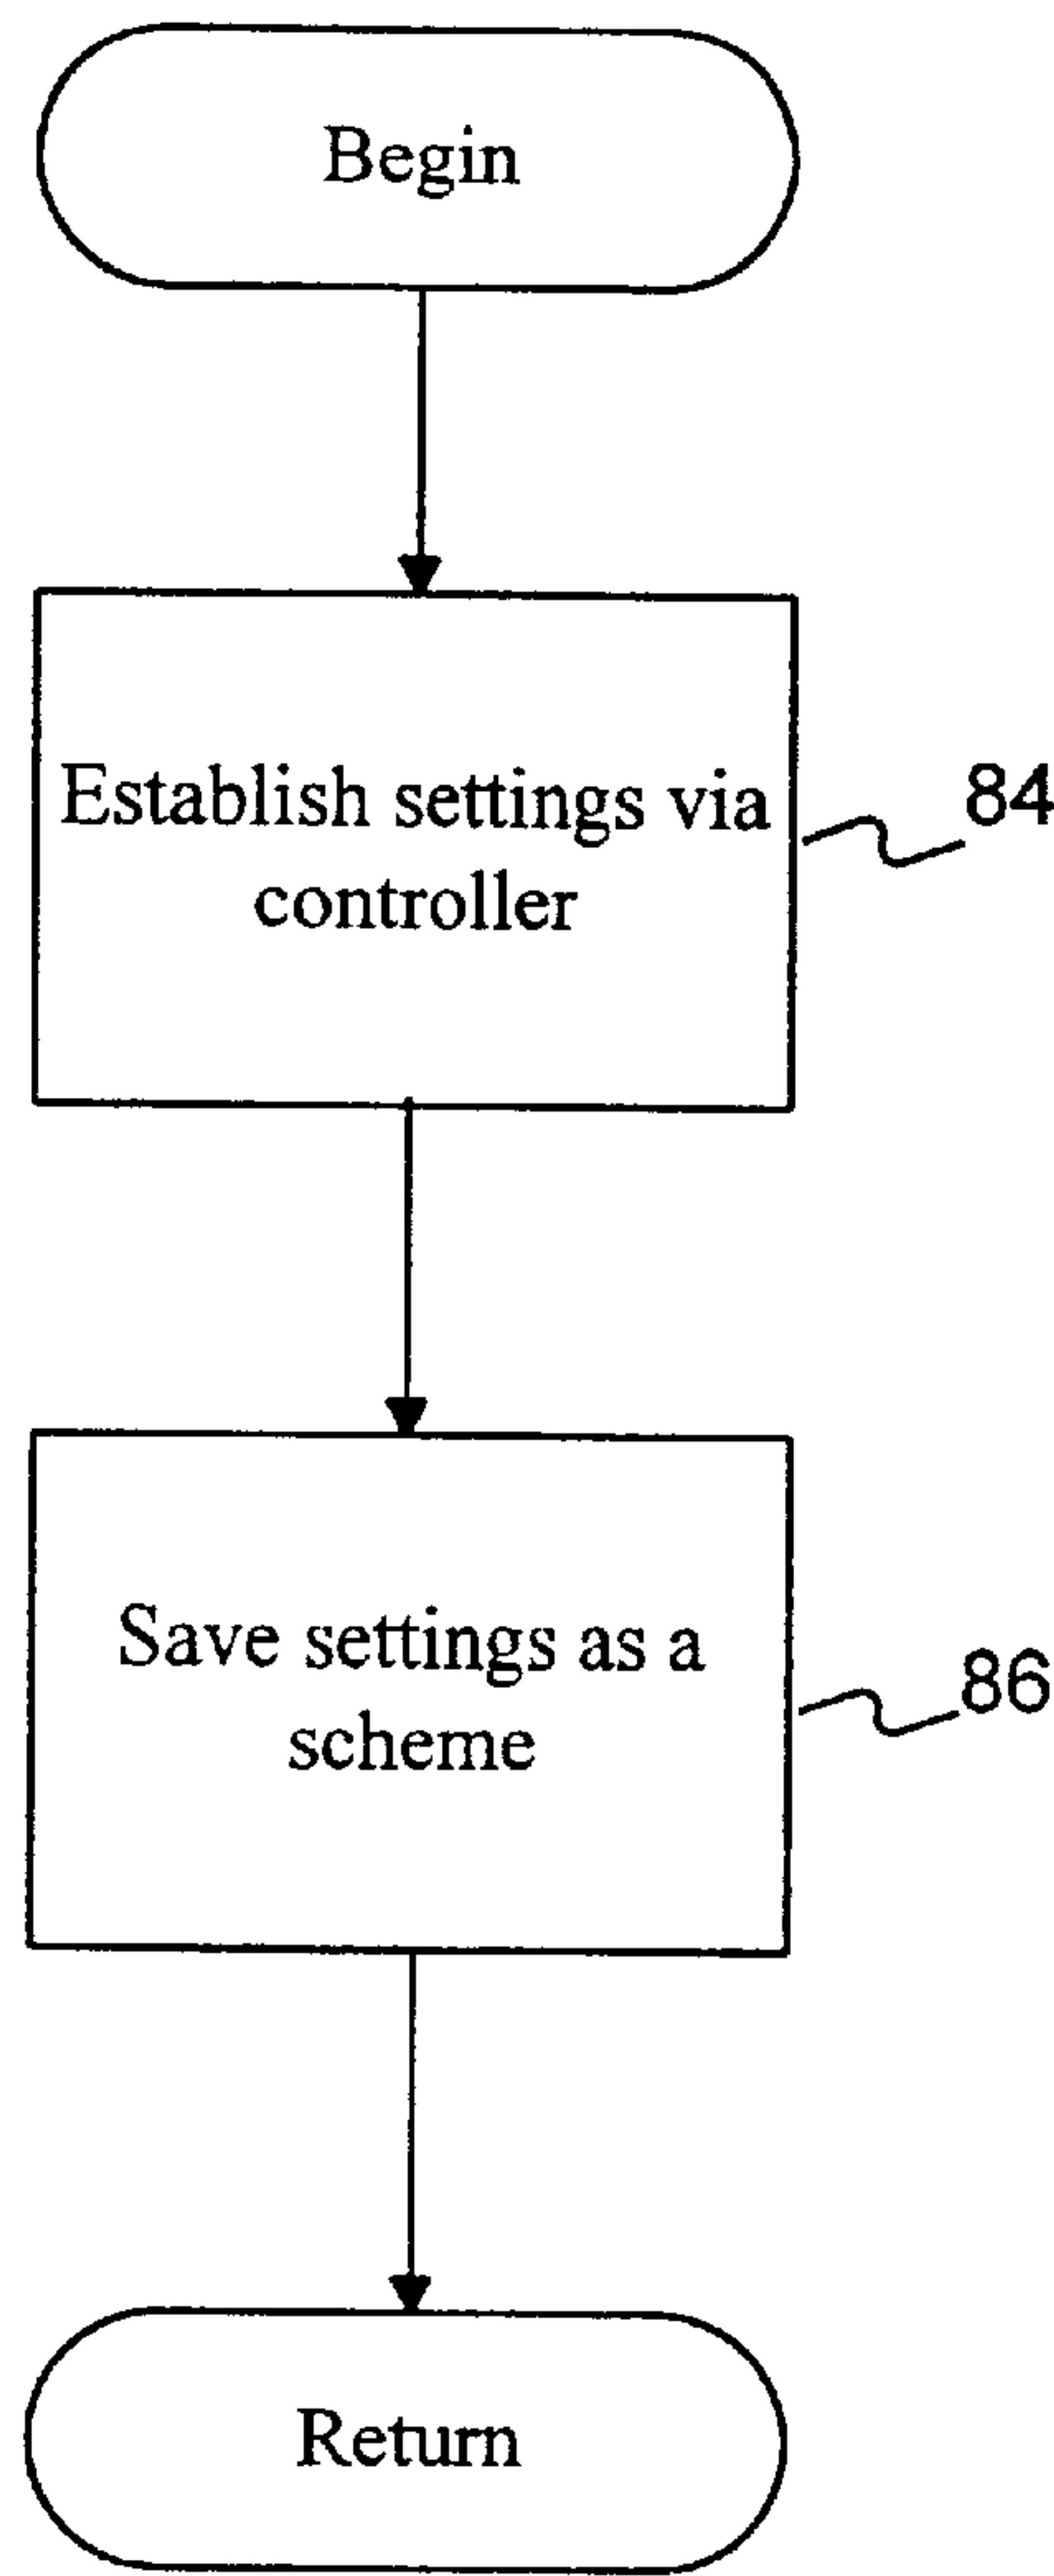 Begin
Establish settings via
controller
84
Save settings as a
scheme
86
Return